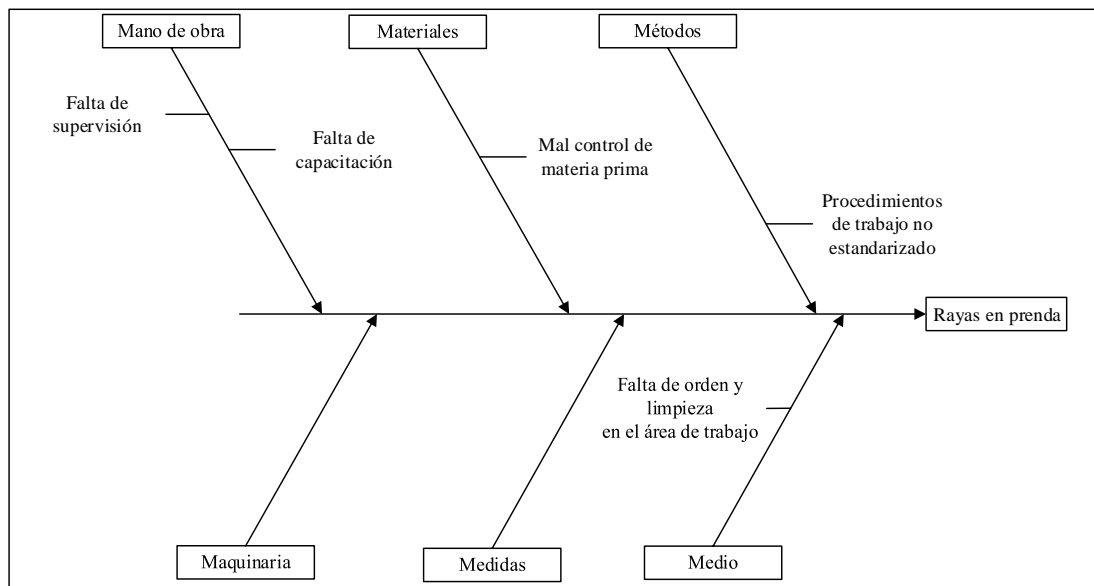 Mano de obra
Materiales
Métodos
Falta de
supervisión
Falta de
capacitación
Mal control de
materia prima
Procedimientos
de trabajo no
estandarizado
Rayas en prenda
Falta de orden y
limpieza
en el área de trabajo
Maquinaria
Medidas
Medio